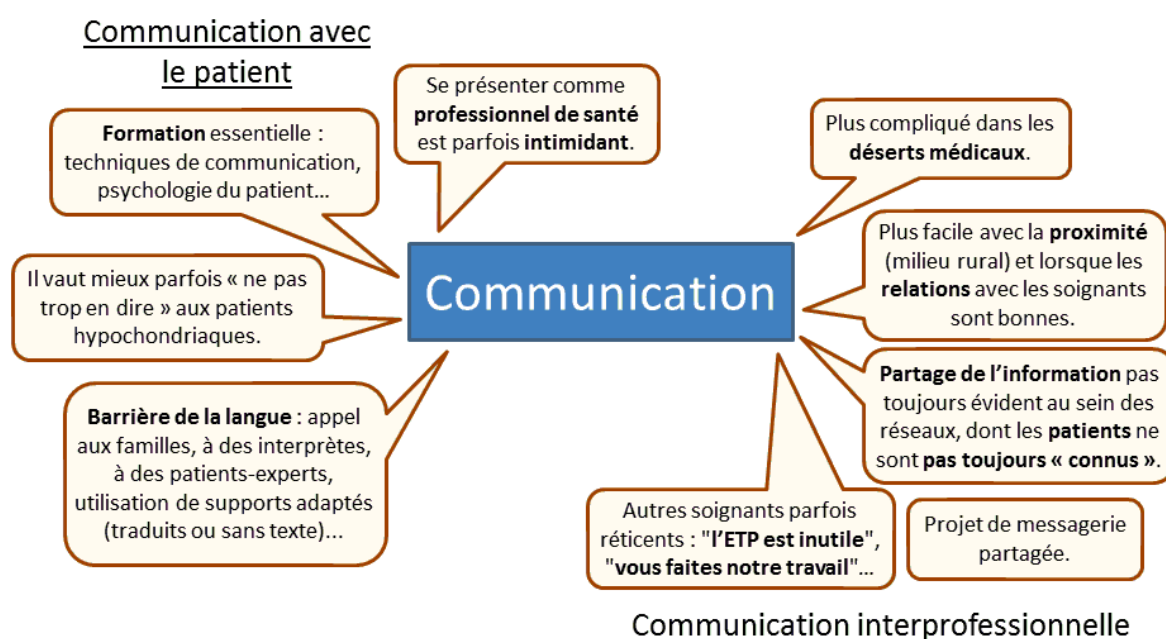 Communication avec
le patient
Se présenter comme
professionnel de santé
est parfois intimidant.
Formation essentielle :
techniques de communication,
psychologie du patient...
Il vaut mieux parfois « ne pas
trop en dire » aux patients
hypochondriaques.
Barrière de la langue : appel
aux familles, à des interprètes,
à des patients-experts,
utilisation de supports adaptés
(traduits ou sans texte)...
Communication
Plus compliqué dans les
déserts médicaux.
Plus facile avec la proximité
(milieu rural) et lorsque les
relations avec les soignants
sont bonnes.
Partage de l’information pas
toujours évident au sein des
réseaux, dont les patients ne
sont pas toujours « connus ».
Autres soignants parfois
réticents : "l’ETP est inutile",
"vous faites notre travail"...
Projet de messagerie
partagée.
Communication interprofessionnelle